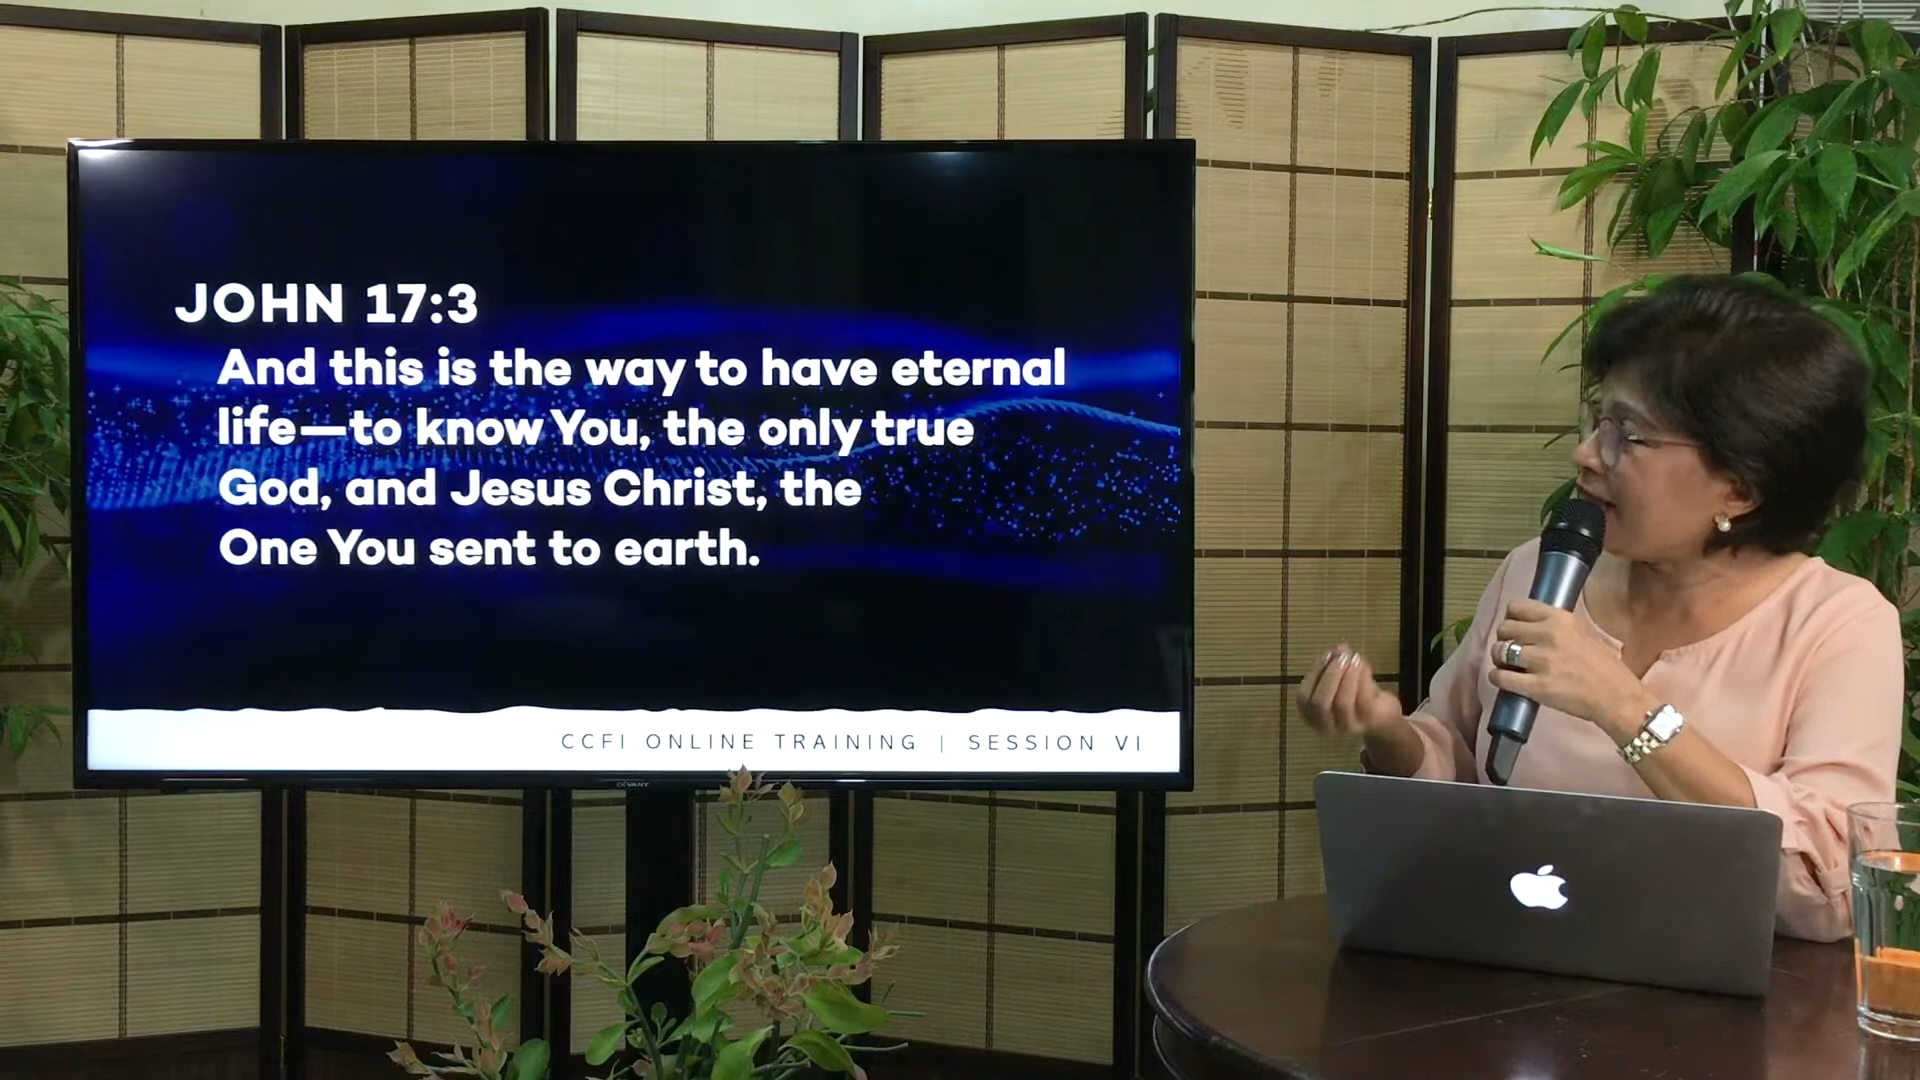 JOHN 17:3
And this is the way to have eternal
life—to know You, the only true
God, and Jesus Christ, the
One You sent to earth.
CCFI ONLINE TRAINING | SESSION VI
DEVANT